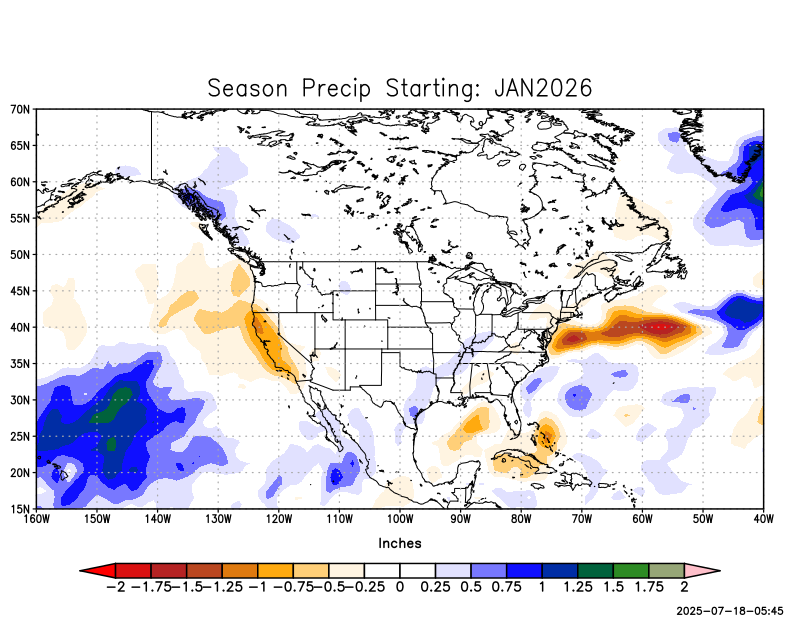 Season Precip Starting: JAN2026
70N
65N
60N
55N
50N
45N
40N
35N
30N
25N
20N
15N
160W 150W 140W 130W 120W 110W 100W 90W 80W 70W 60W 50W 40W
Inches
-2 -1.75 -1.5 -1.25 -1 -0.75 -0.5 -0.25 0 0.25 0.5 0.75 1 1.25 1.5 1.75 2
2025-07-18-05:45